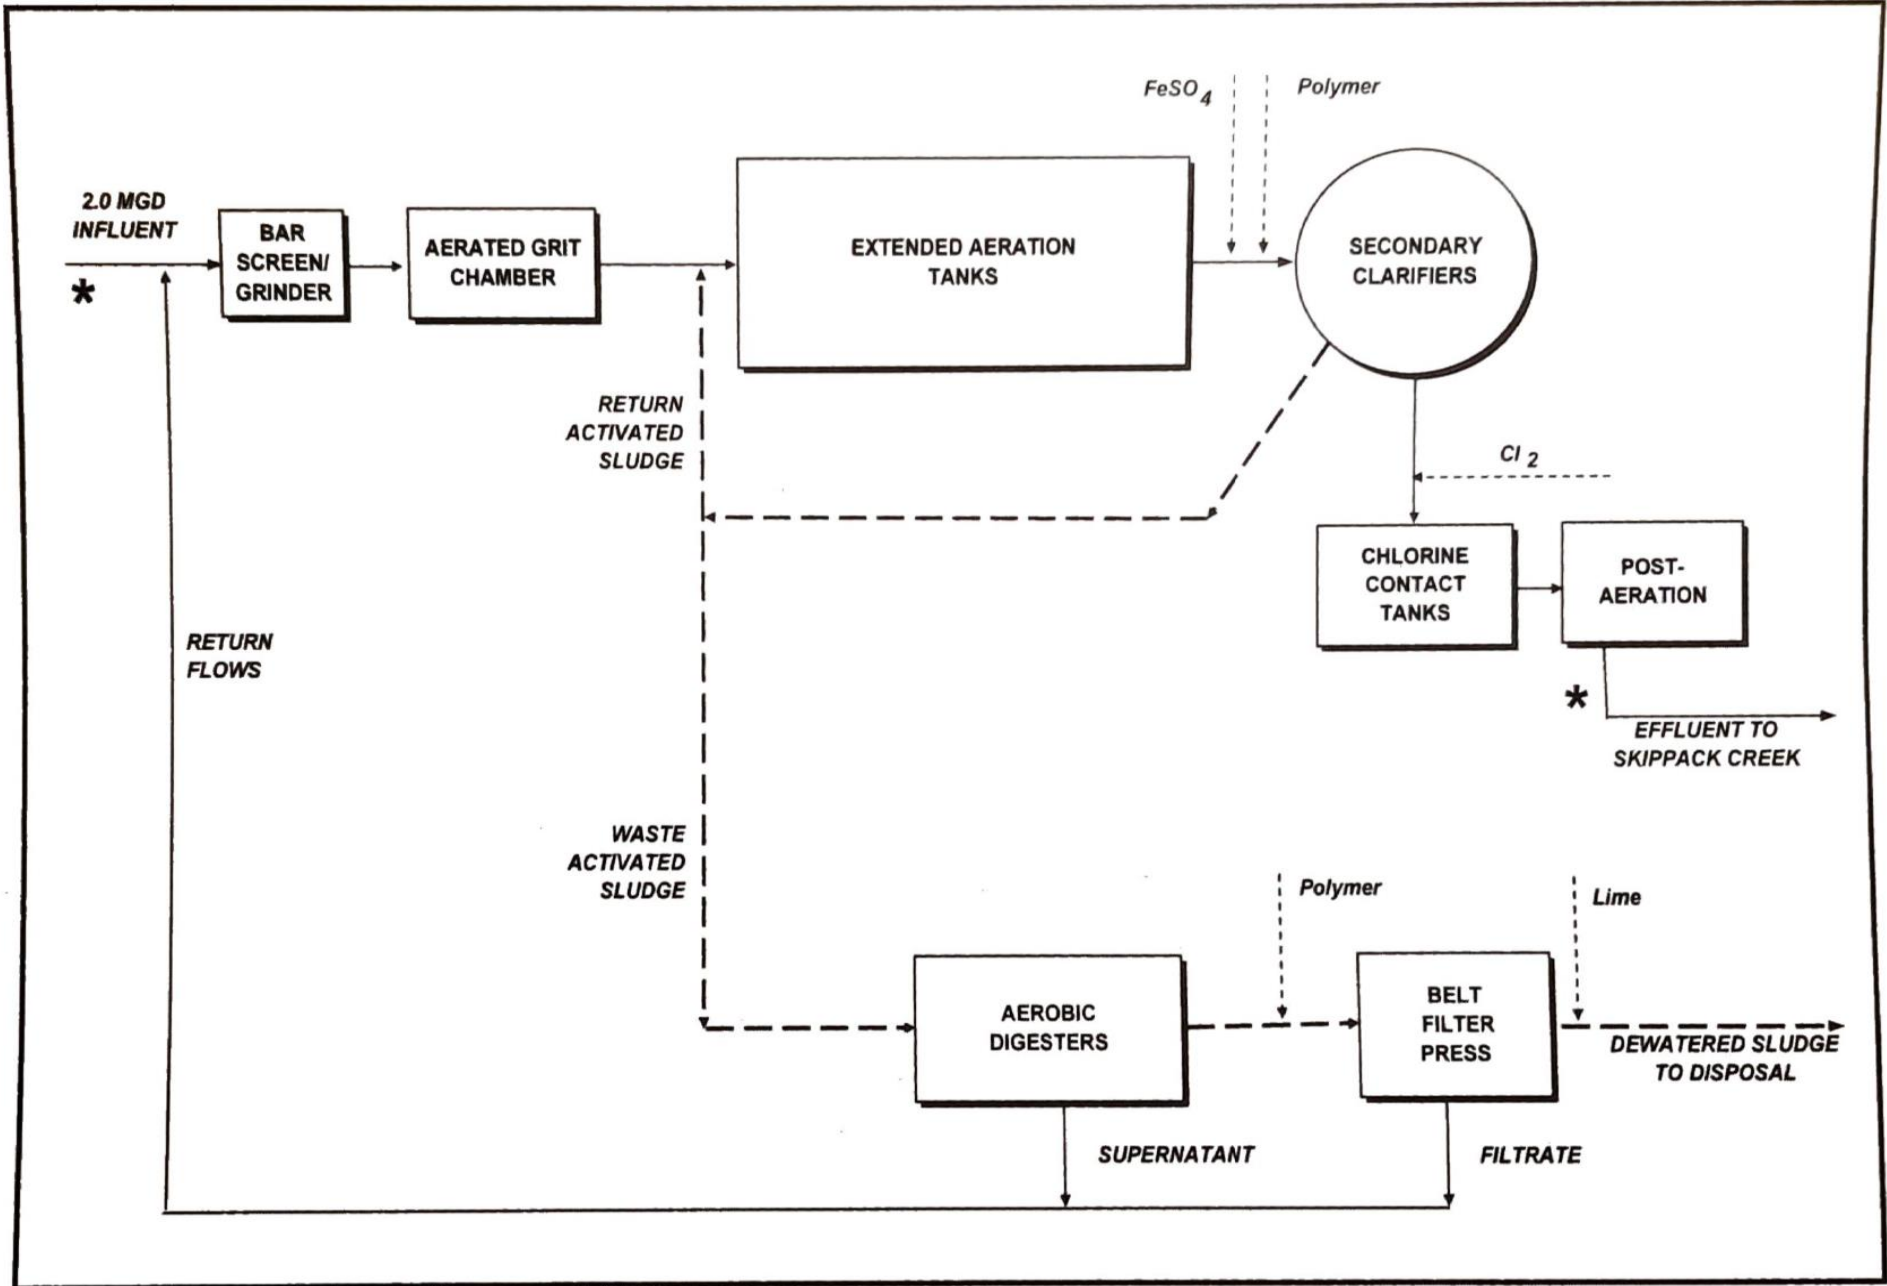 FeSO4
Polymer
2.0 MGD
INFLUENT
*
BAR
SCREEN/
GRINDER
AERATED GRIT
CHAMBER
EXTENDED AERATION
TANKS
SECONDARY
CLARIFIERS
RETURN
ACTIVATED
SLUDGE
Cl 2
CHLORINE
CONTACT
TANKS
POST-
AERATION
RETURN
FLOWS
*
EFFLUENT TO
SKIPPACK CREEK
WASTE
ACTIVATED
SLUDGE
Polymer
Lime
AEROBIC
DIGESTERS
BELT
FILTER
PRESS
DEWATERED SLUDGE
TO DISPOSAL
SUPERNATANT
FILTRATE